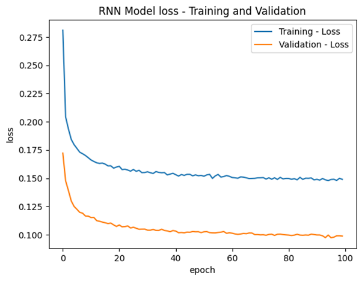 RNN Model loss - Training and Validation
Training - Loss
Validation - Loss
loss
0.275
0.250
0.225
0.200
0.175
0.150
0.125
0.100
0
20
40
60
80
100
epoch